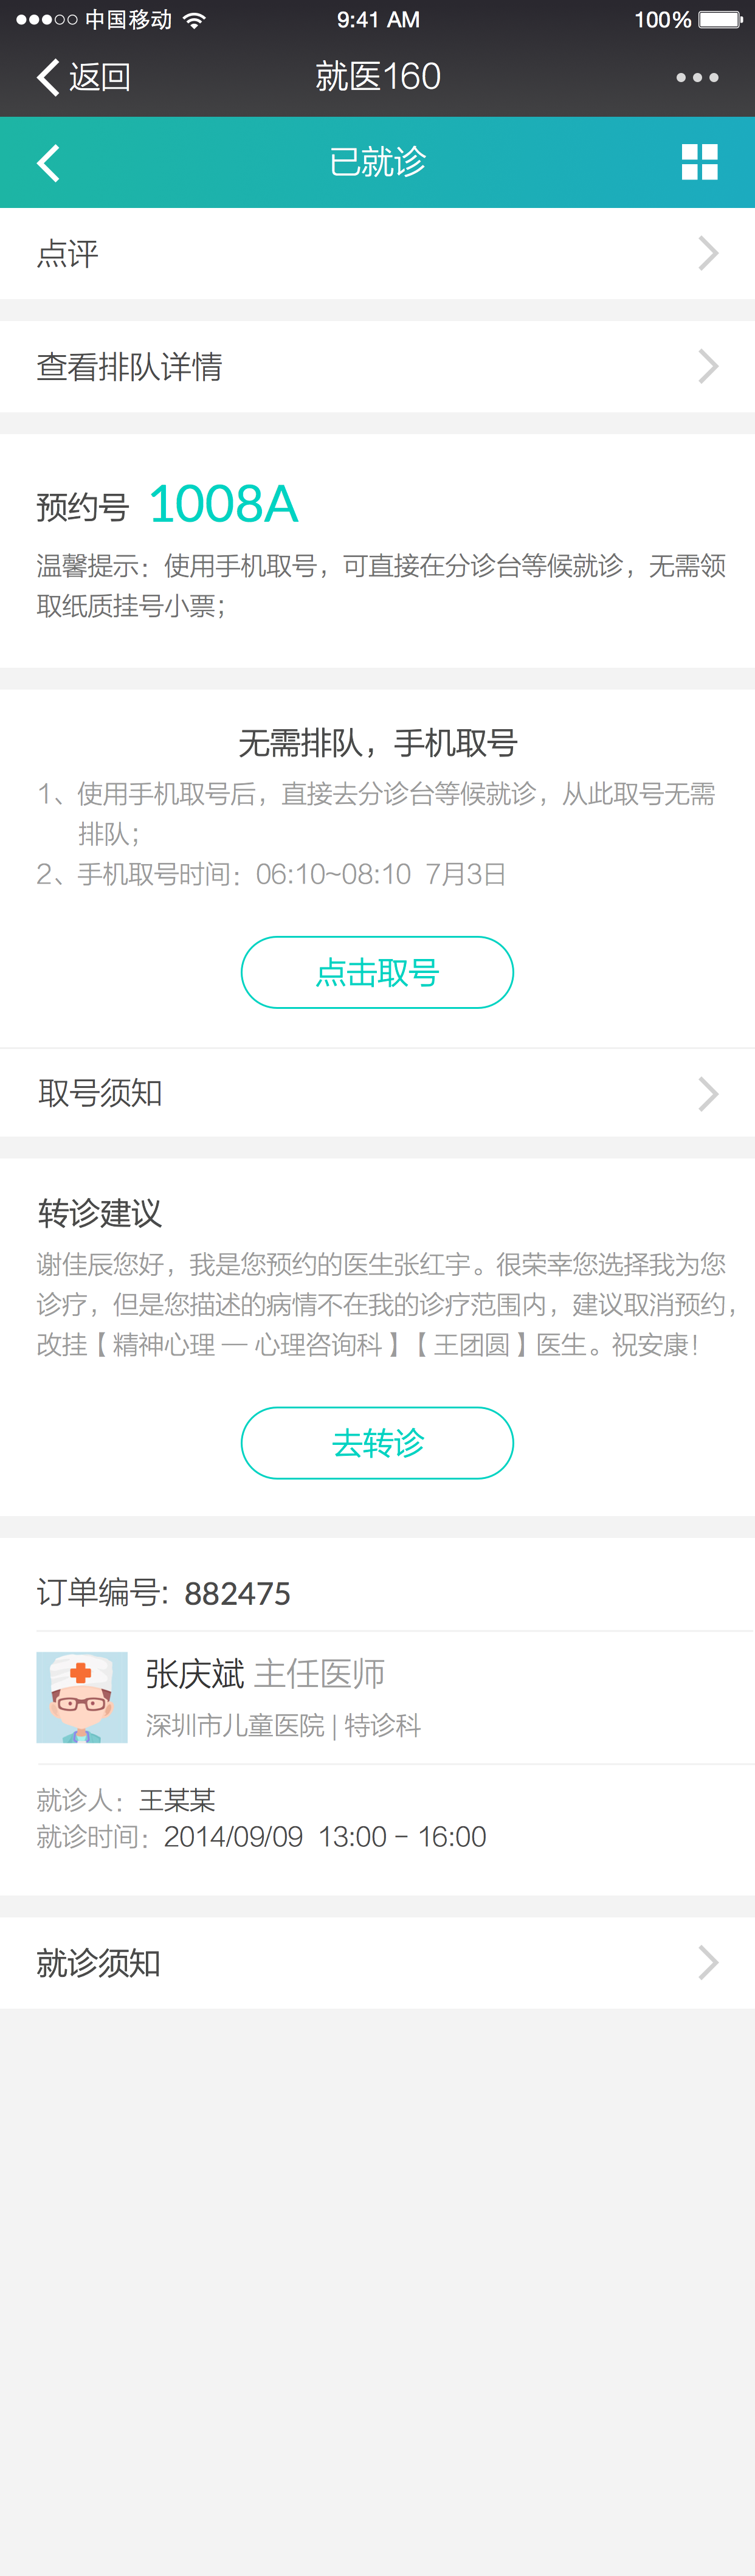 中国移动 9:41 AM 100%
返回 就医160
已就诊
点评
查看排队详情
预约号 1008A
温馨提示：使用手机取号，可直接在分诊台等候就诊，无需领
取纸质挂号小票；
无需排队，手机取号
1、使用手机取号后，直接去分诊台等候就诊，从此取号无需
排队；
2、手机取号时间：06:10~08:10 7月3日
点击取号
取号须知
转诊建议
谢佳辰您好，我是您预约的医生张红宇。很荣幸您选择我为您
诊疗，但是您描述的病情不在我的诊疗范围内，建议取消预约，
改挂【精神心理 — 心理咨询科】【王团圆】医生。祝安康！
去转诊
订单编号: 882475
张庆斌 主任医师
深圳市儿童医院 | 特诊科
就诊人：王某某
就诊时间：2014/09/09 13:00 - 16:00
就诊须知